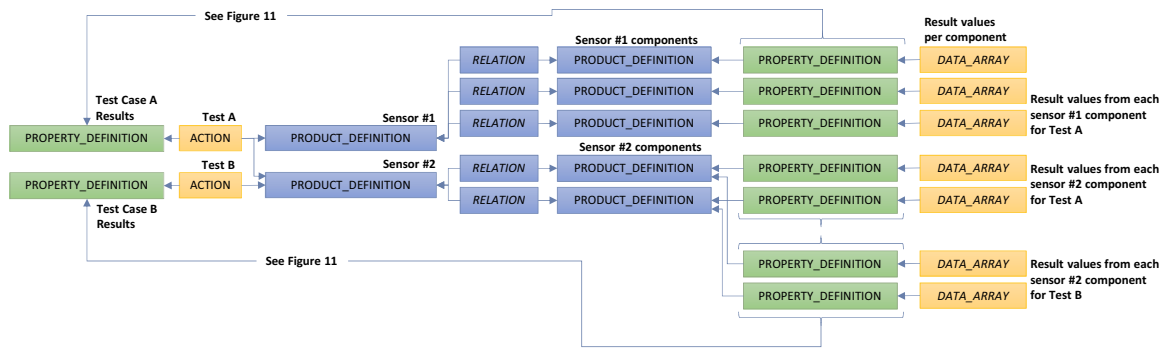 See Figure 11
Result values
per component
Sensor #1 components
RELATION
PRODUCT_DEFINITION
PROPERTY_DEFINITION
DATA_ARRAY
RELATION
PRODUCT_DEFINITION
PROPERTY_DEFINITION
DATA_ARRAY
Test Case A
Results
Test A
Sensor #1
RELATION
PRODUCT_DEFINITION
PROPERTY_DEFINITION
DATA_ARRAY
Result values from each
sensor #1 component
for Test A
PROPERTY_DEFINITION
ACTION
PRODUCT_DEFINITION
Sensor #2 components
Test B
Sensor #2
RELATION
PRODUCT_DEFINITION
PROPERTY_DEFINITION
DATA_ARRAY
Result values from each
sensor #2 component
for Test A
PROPERTY_DEFINITION
ACTION
PRODUCT_DEFINITION
RELATION
PRODUCT_DEFINITION
PROPERTY_DEFINITION
DATA_ARRAY
Test Case B
Results
See Figure 11
PROPERTY_DEFINITION
DATA_ARRAY
Result values from each
sensor #2 component
for Test B
PROPERTY_DEFINITION
DATA_ARRAY